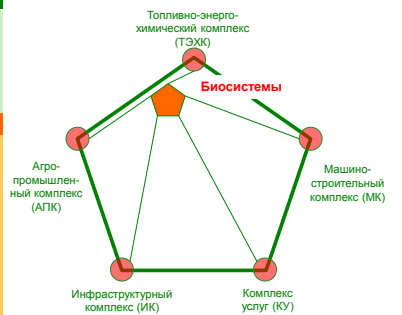 Топливно-энерго-
химический комплекс
(ТЭХК)
Биосистемы
Агро-
промышлен-
ный комплекс
(АПК)
Машино-
строительный
комплекс (МК)
Инфраструктурный
комплекс (ИК)
Комплекс
услуг (КУ)